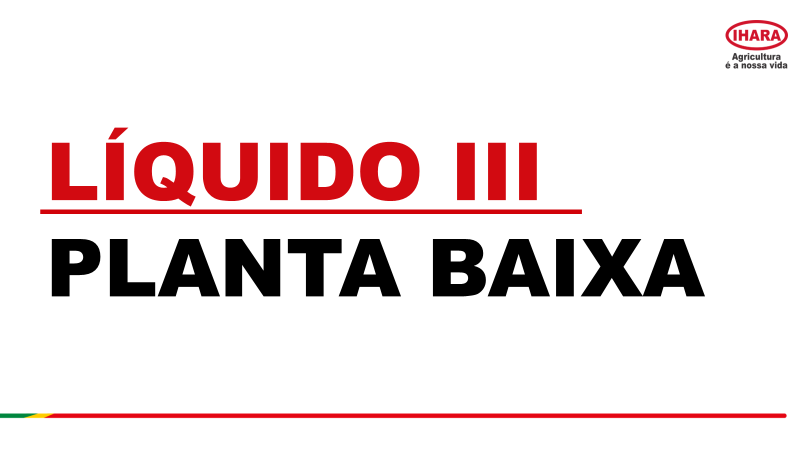 IHARA
Agricultura
é a nossa vida
LÍQUIDO III
PLANTA BAIXA